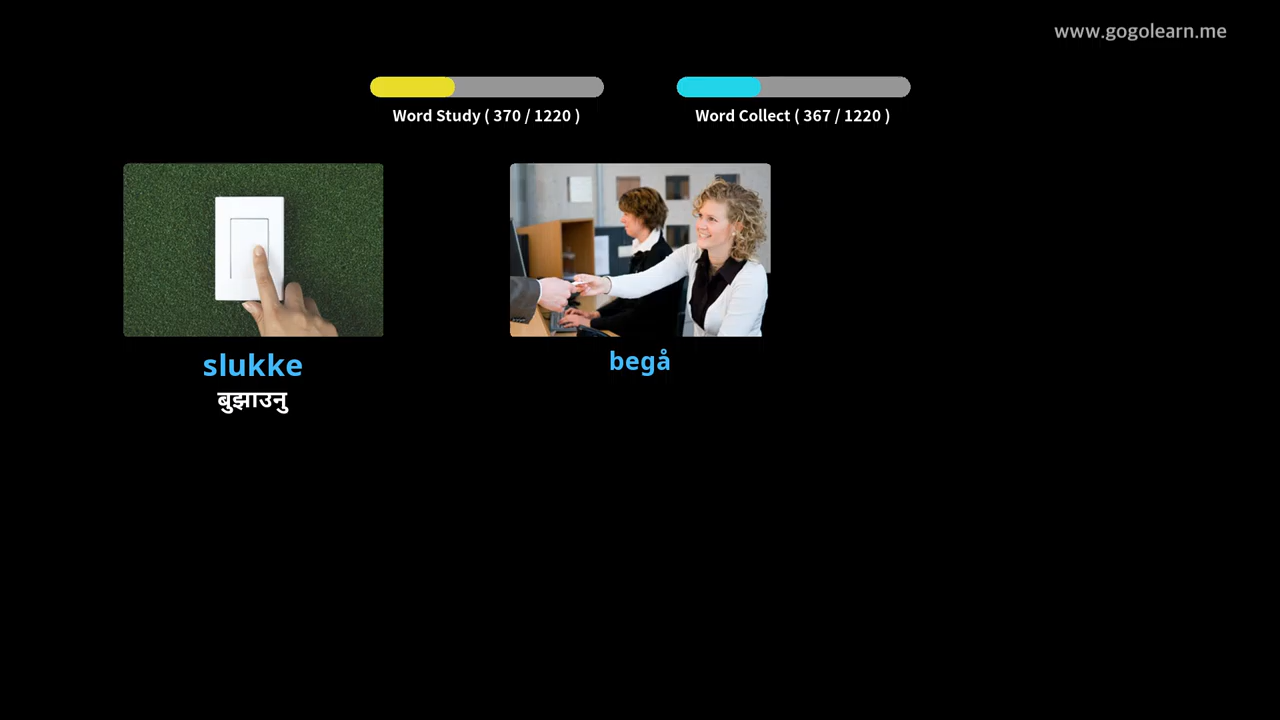 www.gogolearn.me
Word Study ( 370 / 1220 )
Word Collect ( 367 / 1220 )
slukke
बुझाउनु
begå